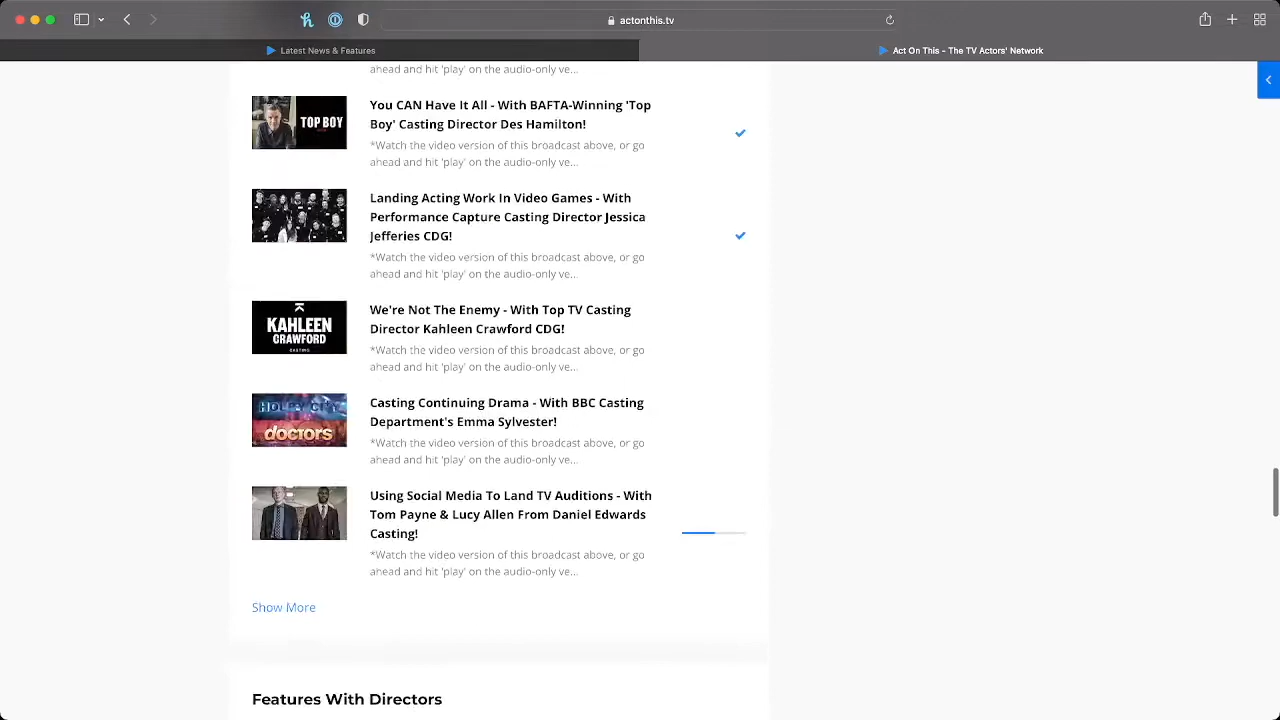 actonthis.tv
Latest News & Features
Act On This – The TV Actors' Network
ahead and hit 'play' on the audio-only ve...
TOP BOY
You CAN Have It All - With BAFTA-Winning 'Top
Boy' Casting Director Des Hamilton!
*Watch the video version of this broadcast above, or go
ahead and hit 'play' on the audio-only ve...
Landing Acting Work In Video Games - With
Performance Capture Casting Director Jessica
Jefferies CDG!
*Watch the video version of this broadcast above, or go
ahead and hit 'play' on the audio-only ve...
KAHLEEN
CRAWFORD
CASTING
We're Not The Enemy - With Top TV Casting
Director Kahleen Crawford CDG!
*Watch the video version of this broadcast above, or go
ahead and hit 'play' on the audio-only ve...
HOLBY CITY
doctors
Casting Continuing Drama - With BBC Casting
Department's Emma Sylvester!
*Watch the video version of this broadcast above, or go
ahead and hit 'play' on the audio-only ve...
Using Social Media To Land TV Auditions - With
Tom Payne & Lucy Allen From Daniel Edwards
Casting!
*Watch the video version of this broadcast above, or go
ahead and hit 'play' on the audio-only ve...
Show More
Features With Directors